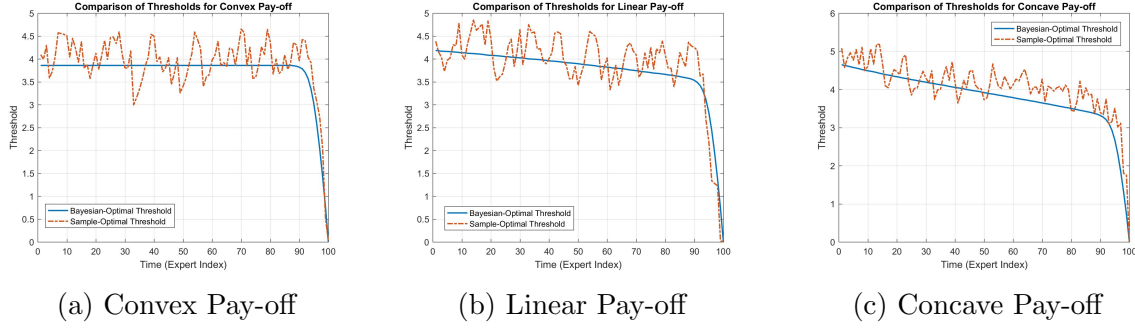 Comparison of Thresholds for Convex Pay-off
5
4.5
4
3.5
3
2.5
2
1.5
1
0.5
0
Threshold
Bayesian-Optimal Threshold
Sample-Optimal Threshold
0 10 20 30 40 50 60 70 80 90 100
Time (Expert Index)
(a) Convex Pay-off
Comparison of Thresholds for Linear Pay-off
5
4.5
4
3.5
3
2.5
2
1.5
1
0.5
0
Threshold
Bayesian-Optimal Threshold
Sample-Optimal Threshold
0 10 20 30 40 50 60 70 80 90 100
Time (Expert Index)
(b) Linear Pay-off
Comparison of Thresholds for Concave Pay-off
6
5
4
3
2
1
0
Threshold
Bayesian-Optimal Threshold
Sample-Optimal Threshold
0 10 20 30 40 50 60 70 80 90 100
Time (Expert Index)
(c) Concave Pay-off